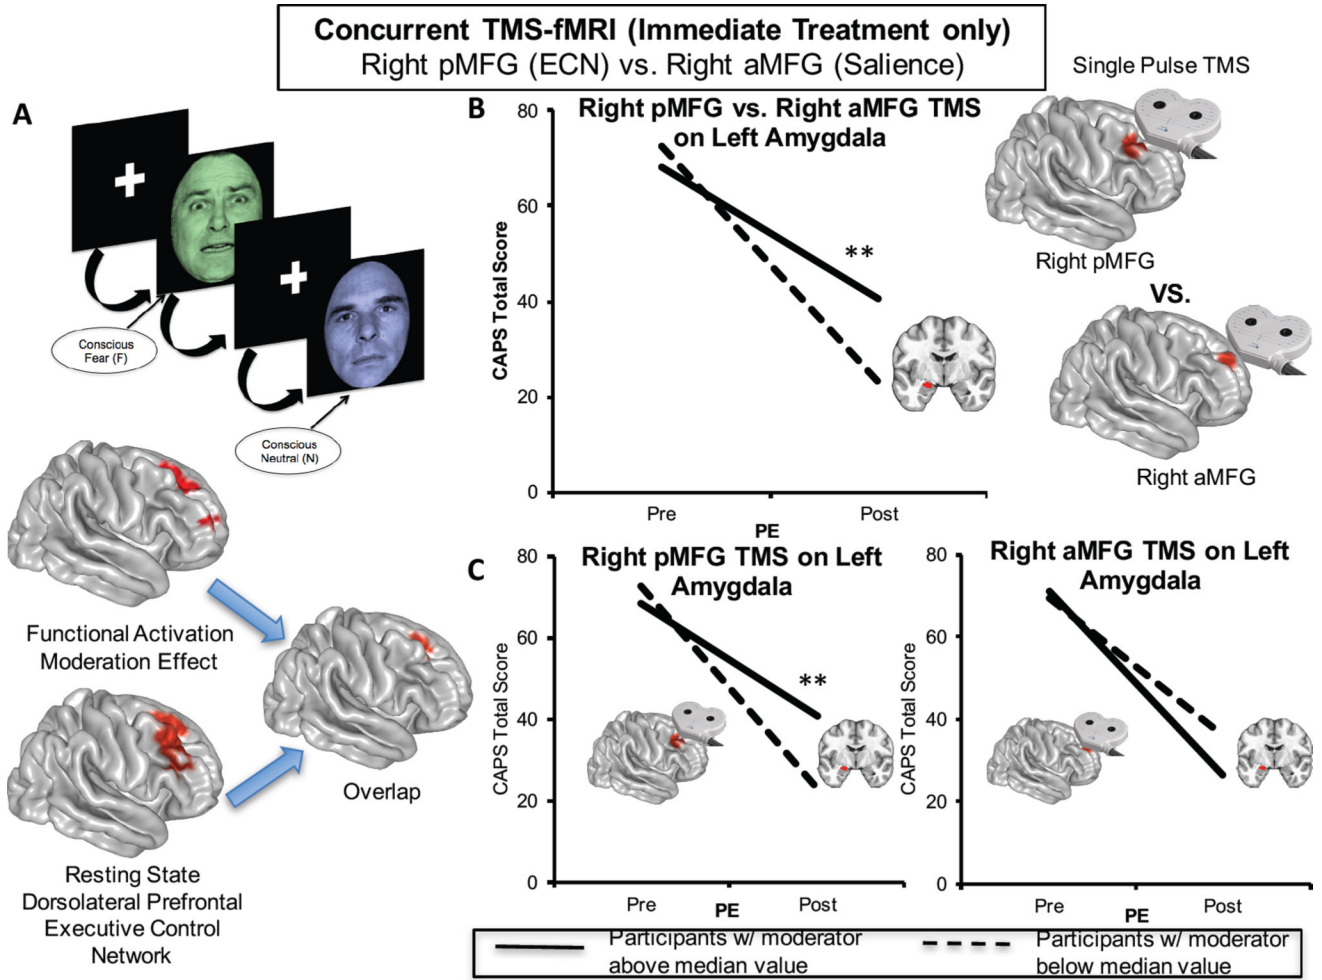 Concurrent TMS-fMRI (Immediate Treatment only)
Right pMFG (ECN) vs. Right aMFG (Salience)
A
Conscious
Fear (F)
Conscious
Neutral (N)
Functional Activation
Moderation Effect
Resting State
Dorsolateral Prefrontal
Executive Control
Network
Overlap
B
Right pMFG vs. Right aMFG TMS
on Left Amygdala
CAPS Total Score
80
60
40
20
0
**
Pre
Post
PE
Single Pulse TMS
Right pMFG
VS.
Right aMFG
C
Right pMFG TMS on Left
Amygdala
CAPS Total Score
80
60
40
20
0
**
Pre
Post
PE
Right aMFG TMS on Left
Amygdala
CAPS Total Score
80
60
40
20
0
Pre
Post
PE
Participants w/ moderator
above median value
Participants w/ moderator
below median value